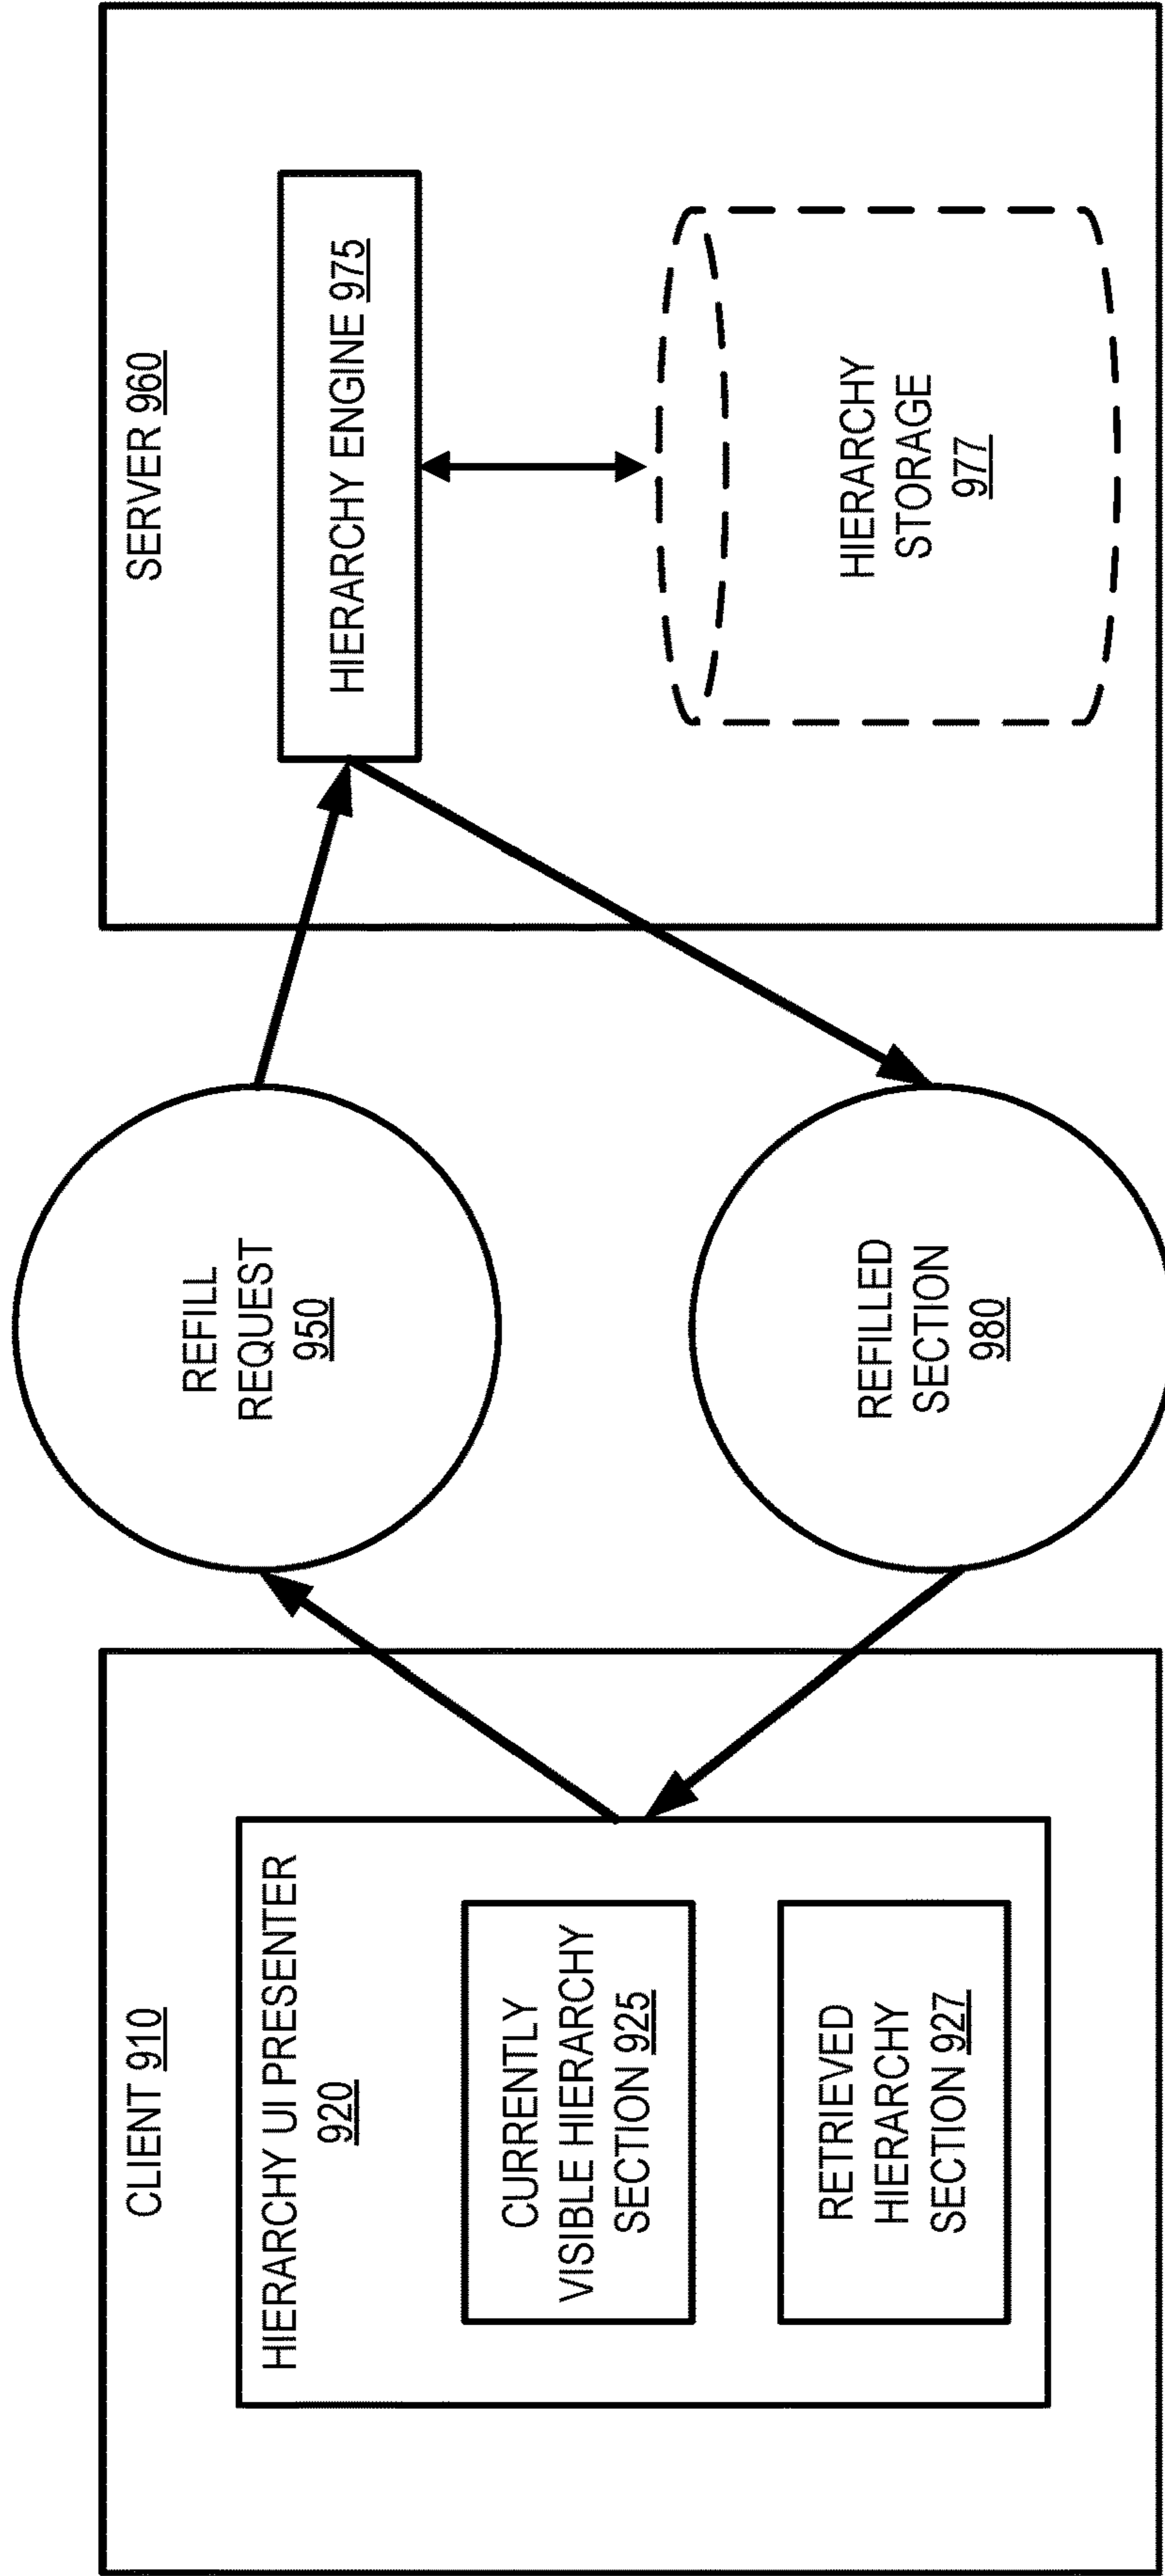 CLIENT 910
HIERARCHY UI PRESENTER
920
CURRENTLY
VISIBLE HIERARCHY
SECTION 925
RETRIEVED
HIERARCHY
SECTION 927
REFILL
REQUEST
950
REFILLED
SECTION
980
SERVER 960
HIERARCHY ENGINE 975
HIERARCHY
STORAGE
977